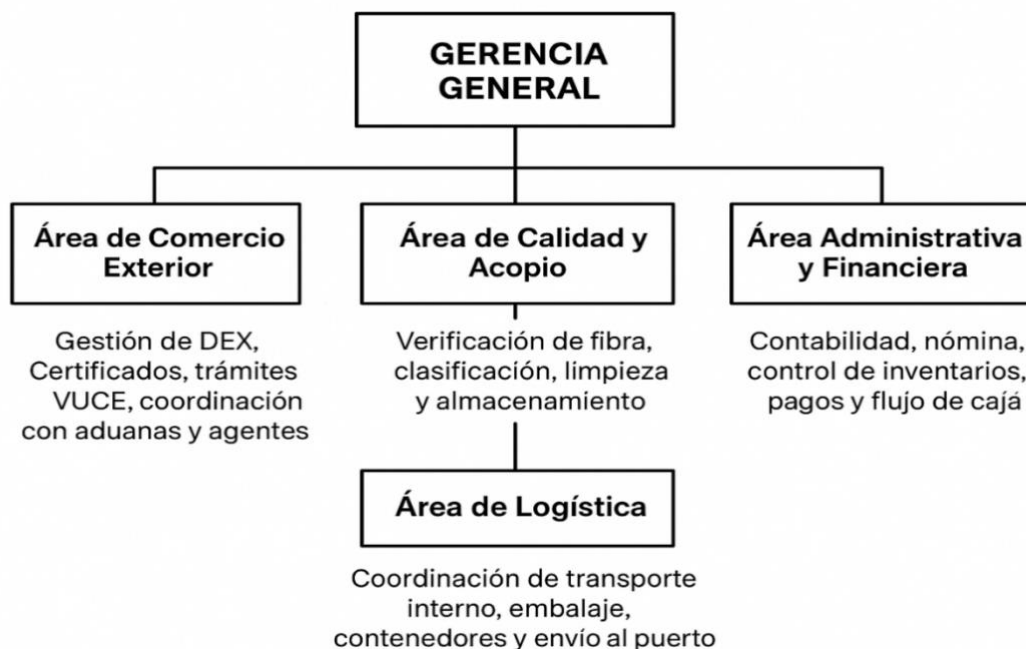 GERENCIA
GENERAL
Área de Comercio
Exterior
Gestión de DEX,
Certificados, trámites
VUCE, coordinación
con aduanas y agentes
Área de Calidad y
Acopio
Verificación de fibra,
clasificación, limpieza
y almacenamiento
Área Administrativa
y Financiera
Contabilidad, nómina,
control de inventarios,
pagos y flujo de cajá
Área de Logística
Coordinación de transporte
interno, embalaje,
contenedores y envío al puerto